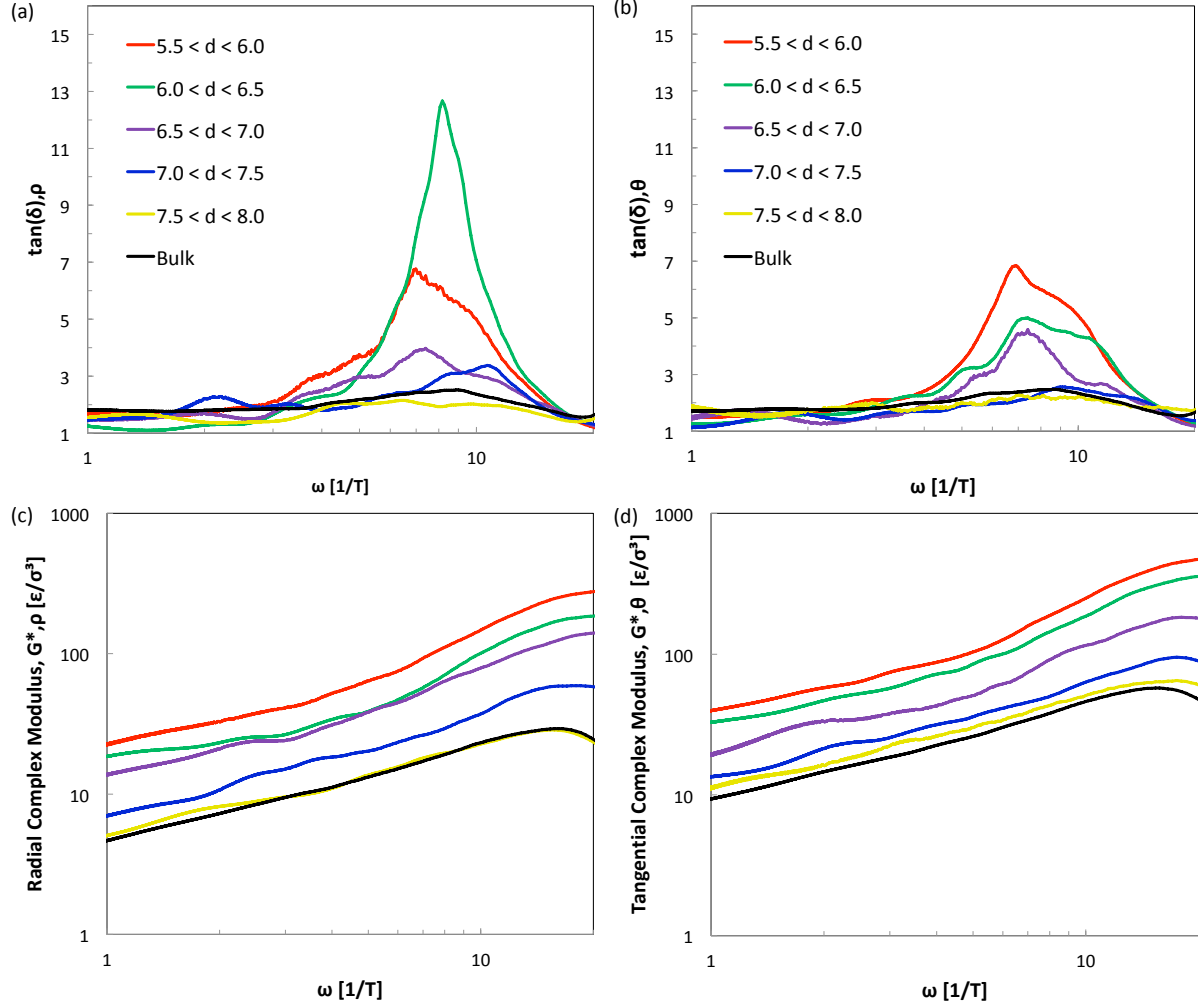 (a)
tan(δ),ρ
15
13
11
9
7
5
3
1
5.5 < d < 6.0
6.0 < d < 6.5
6.5 < d < 7.0
7.0 < d < 7.5
7.5 < d < 8.0
Bulk
1
10
ω [1/T]
(b)
tan(δ),θ
15
13
11
9
7
5
3
1
5.5 < d < 6.0
6.0 < d < 6.5
6.5 < d < 7.0
7.0 < d < 7.5
7.5 < d < 8.0
Bulk
1
10
ω [1/T]
(c)
Radial Complex Modulus, G*,ρ [ε/σ³]
1000
100
10
1
1
10
ω [1/T]
(d)
Tangential Complex Modulus, G*,θ [ε/σ³]
1000
100
10
1
1
10
ω [1/T]